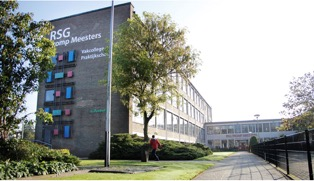 RSG
Tromp Meesters
Vakcollege
Praktijkschool